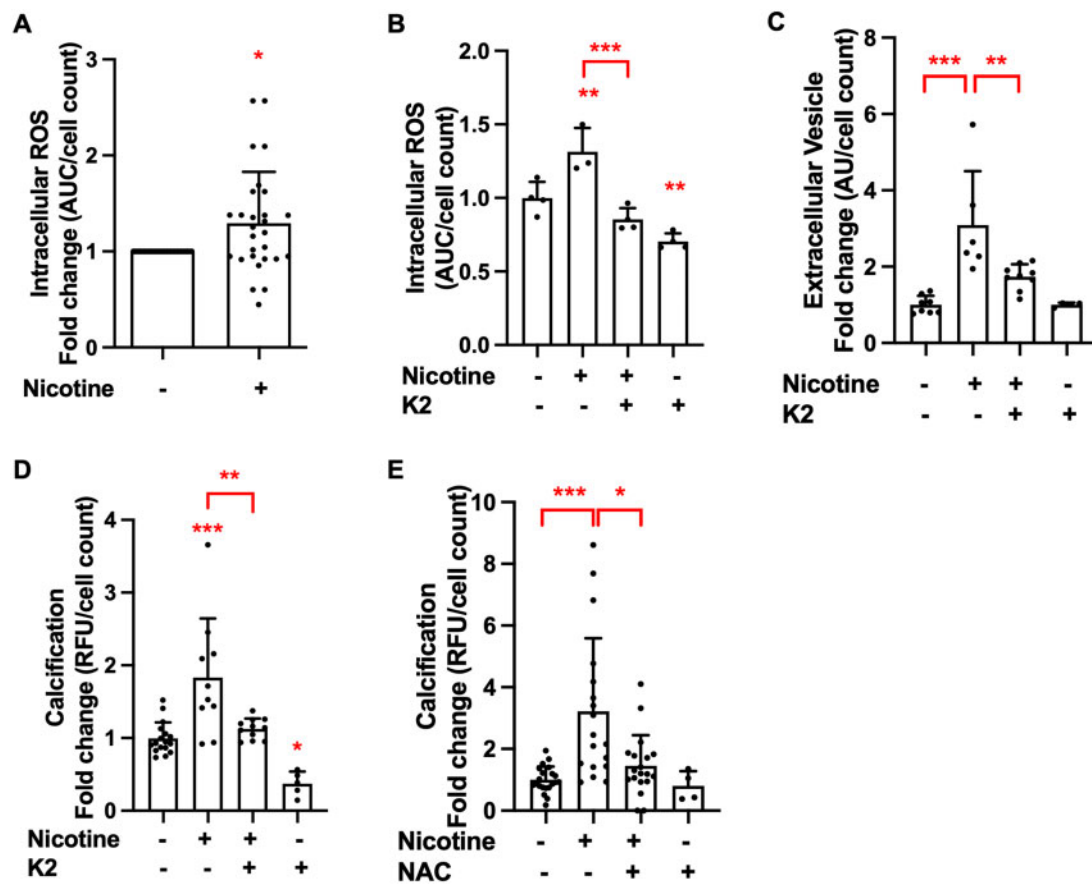 A
Intracellular ROS
Fold change (AUC/cell count)
3
2
1
0
*
Nicotine - +
B
Intracellular ROS
(AUC/cell count)
2.0
1.5
1.0
0.5
0.0
***
**
**
Nicotine - + + -
K2 - - + +
C
Extracellular Vesicle
Fold change (AU/cell count)
8
6
4
2
0
*** **
Nicotine - + + -
K2 - - + +
D
Calcification
Fold change (RFU/cell count)
4
3
2
1
0
**
***
*
Nicotine - + + -
K2 - - + +
E
Calcification
Fold change (RFU/cell count)
10
8
6
4
2
0
*** *
Nicotine - + + -
NAC - - + +